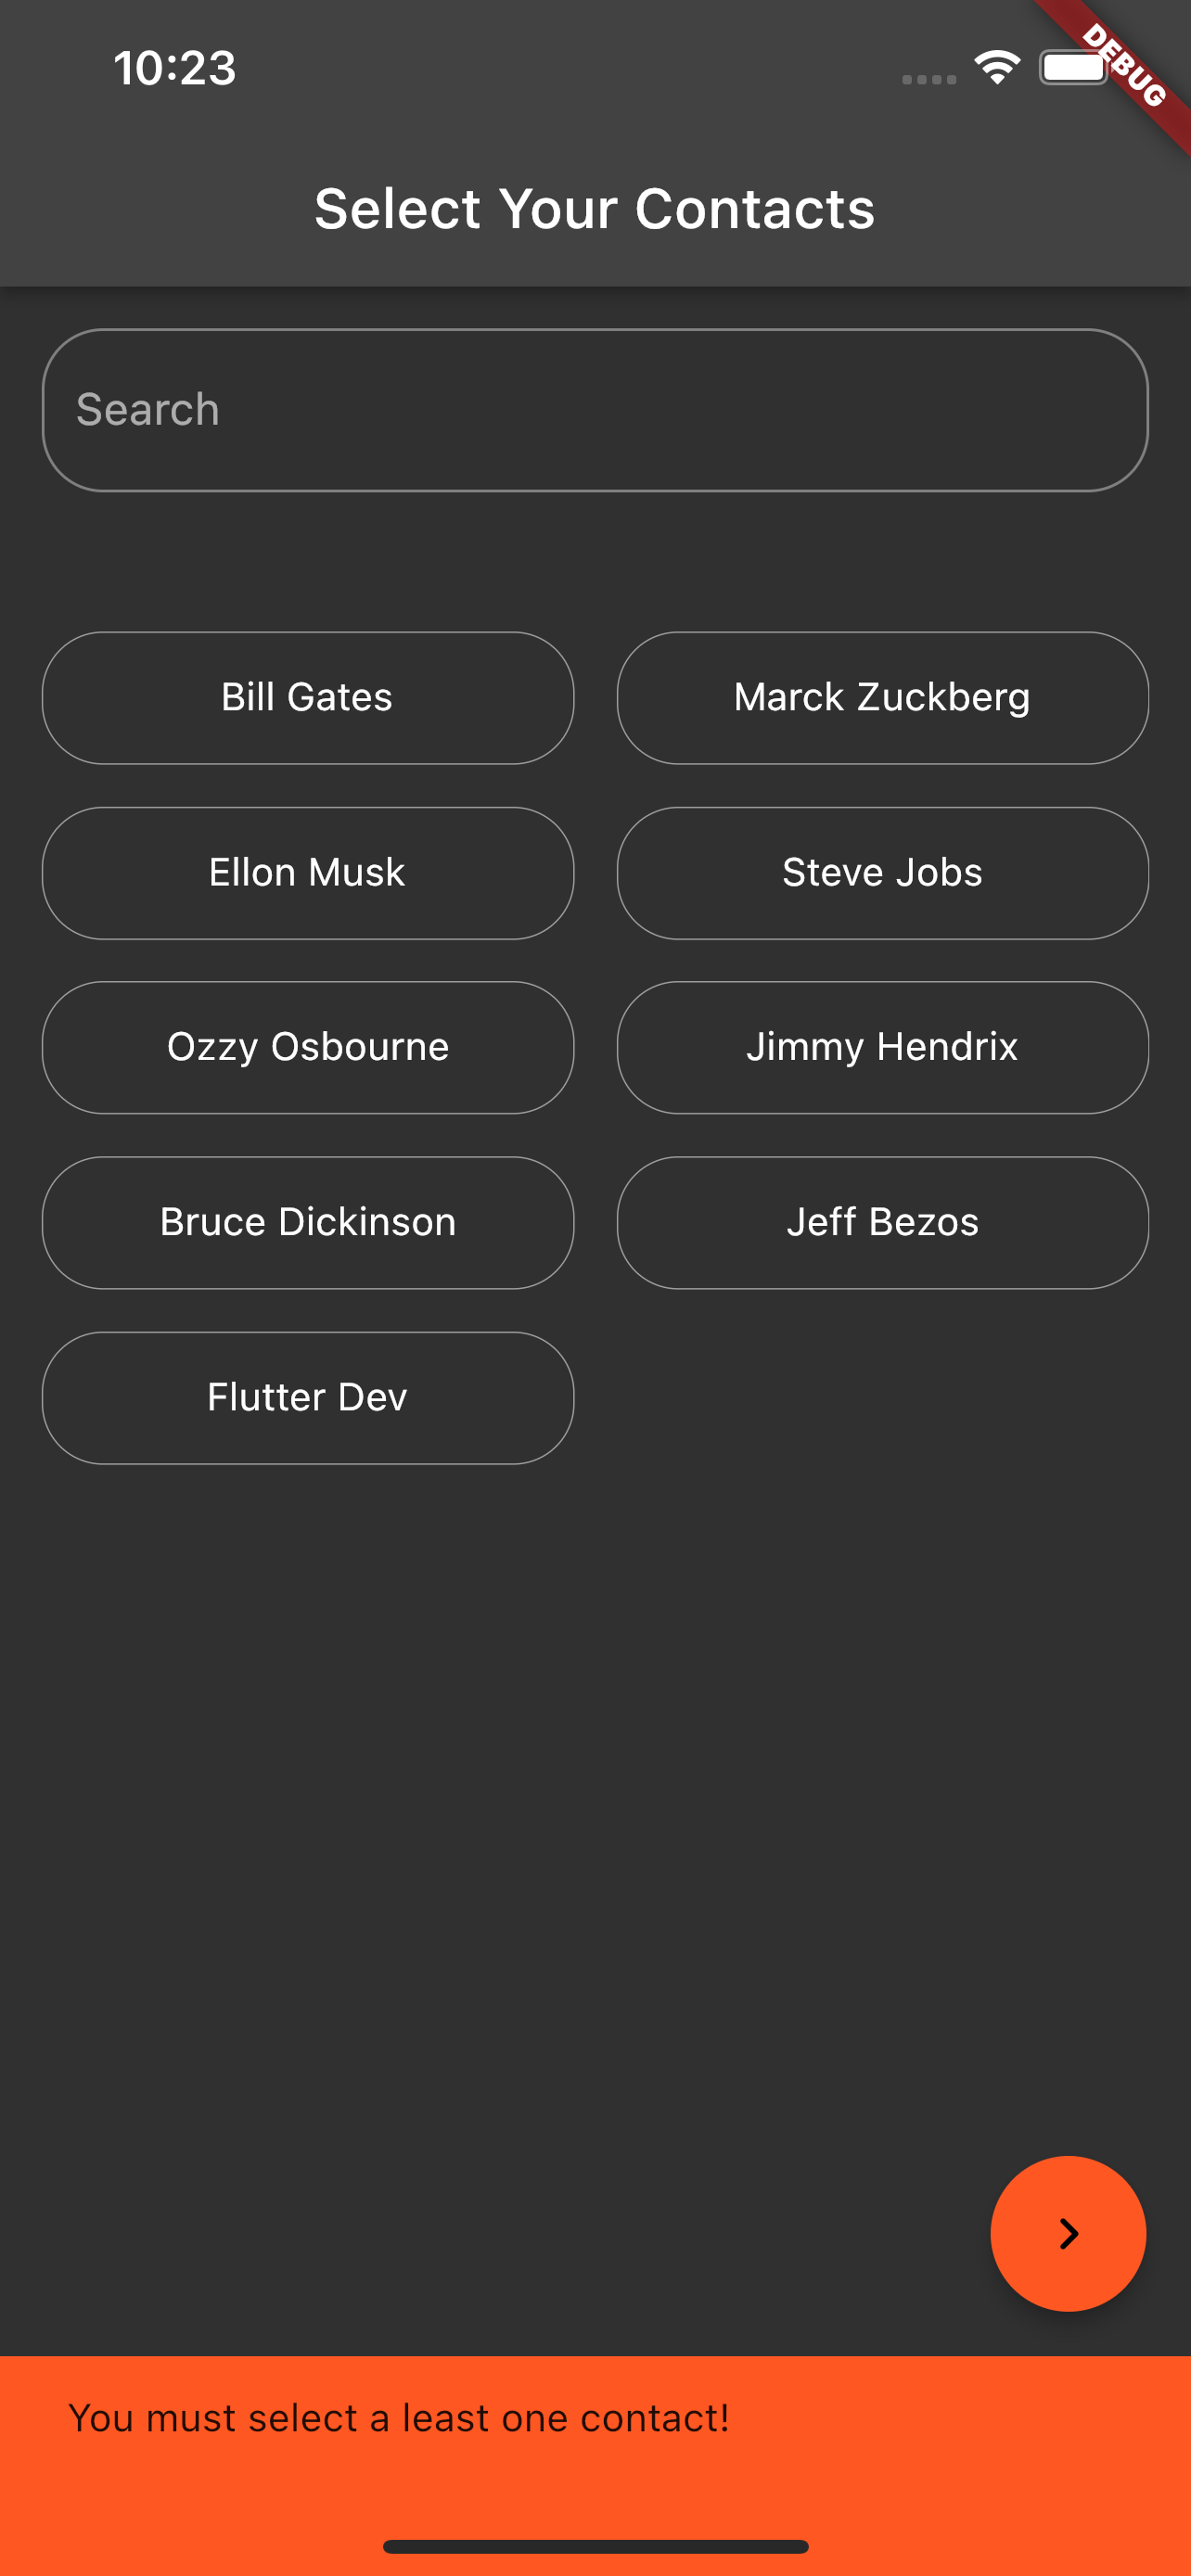 10:23
DEBUG
Select Your Contacts
Search
Bill Gates
Marck Zuckberg
Ellon Musk
Steve Jobs
Ozzy Osbourne
Jimmy Hendrix
Bruce Dickinson
Jeff Bezos
Flutter Dev
You must select a least one contact!